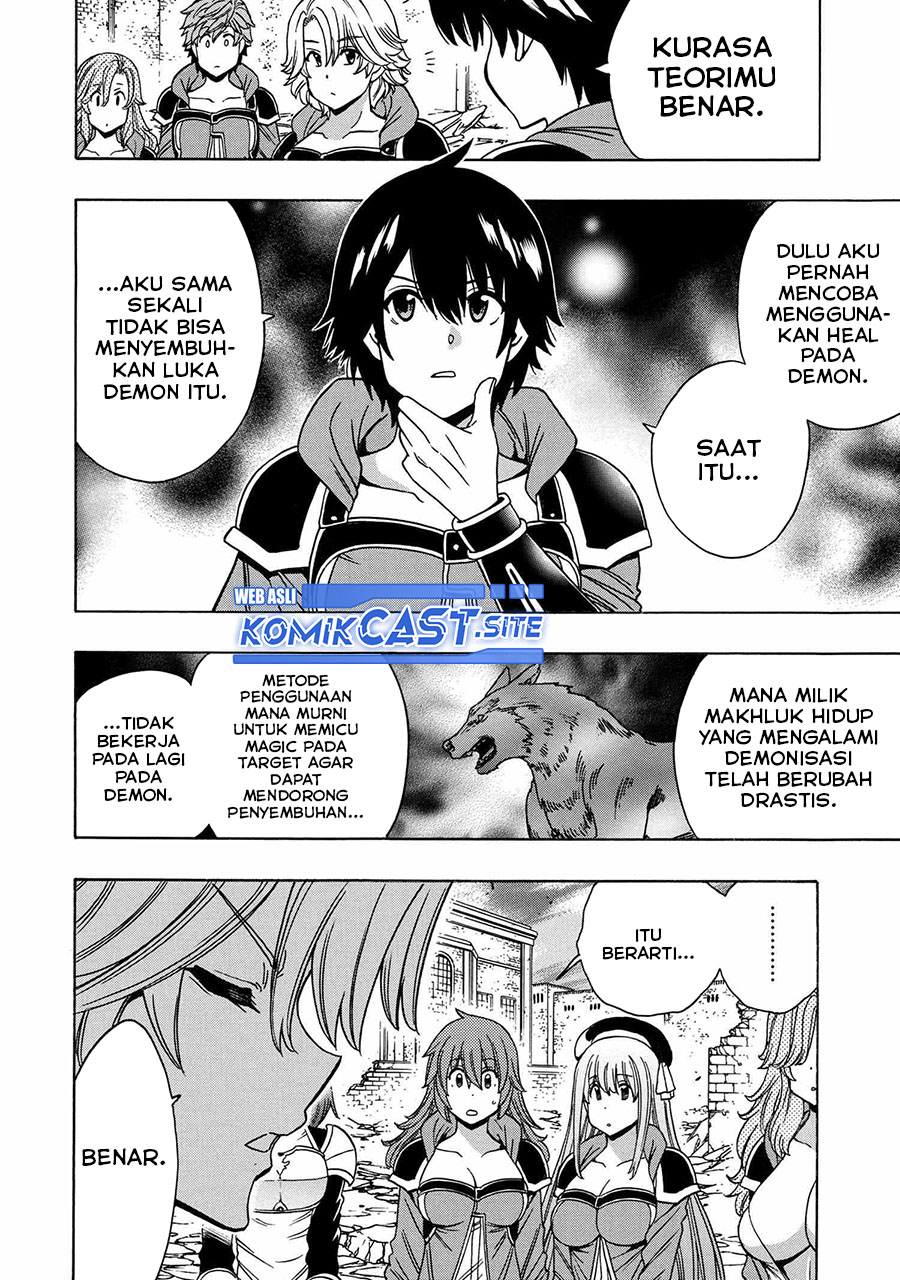 KURASA
TEORIMU
BENAR.
DULU AKU
PERNAH
MENCOBA
MENGGUNA-
KAN HEAL
PADA
DEMON.
SAAT
ITU...
...AKU SAMA
SEKALI
TIDAK BISA
MENYEMBUH-
KAN LUKA
DEMON ITU.
WEB ASLI
KOMIKCAST.SITE
MANA MILIK
MAKHLUK HIDUP
YANG MENGALAMI
DEMONISASI
TELAH BERUBAH
DRASTIS.
METODE
PENGGUNAAN
MANA MURNI
UNTUK MEMICU
MAGIC PADA
TARGET AGAR
DAPAT
MENDORONG
PENYEMBUHAN...
...TIDAK
BEKERJA
PADA LAGI
PADA
DEMON.
.........
ITU
BERARTI...
BENAR.